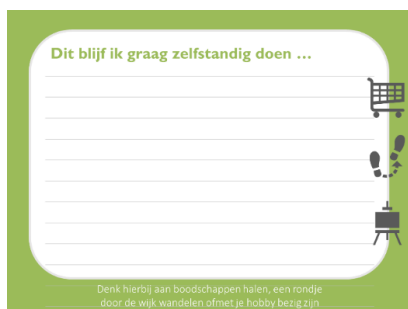 Dit blijf ik graag zelfstandig doen ...
Denk hierbij aan boodschappen halen, een rondje
door de wijk wandelen ofmet je hobby bezig zijn